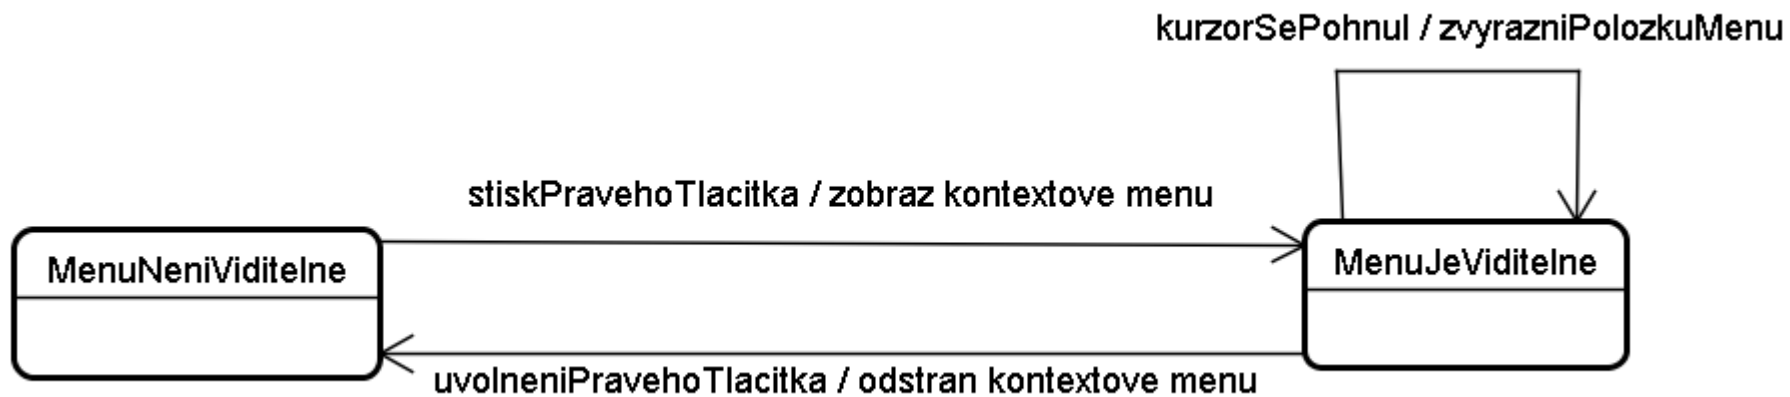 kurzorSePohnul / zvyrazniPolozkuMenu
stiskPravehoTlacitka / zobraz kontextove menu
MenuNeniViditelne
MenuJeViditelne
uvolneniPravehoTlacitka / odstran kontextove menu